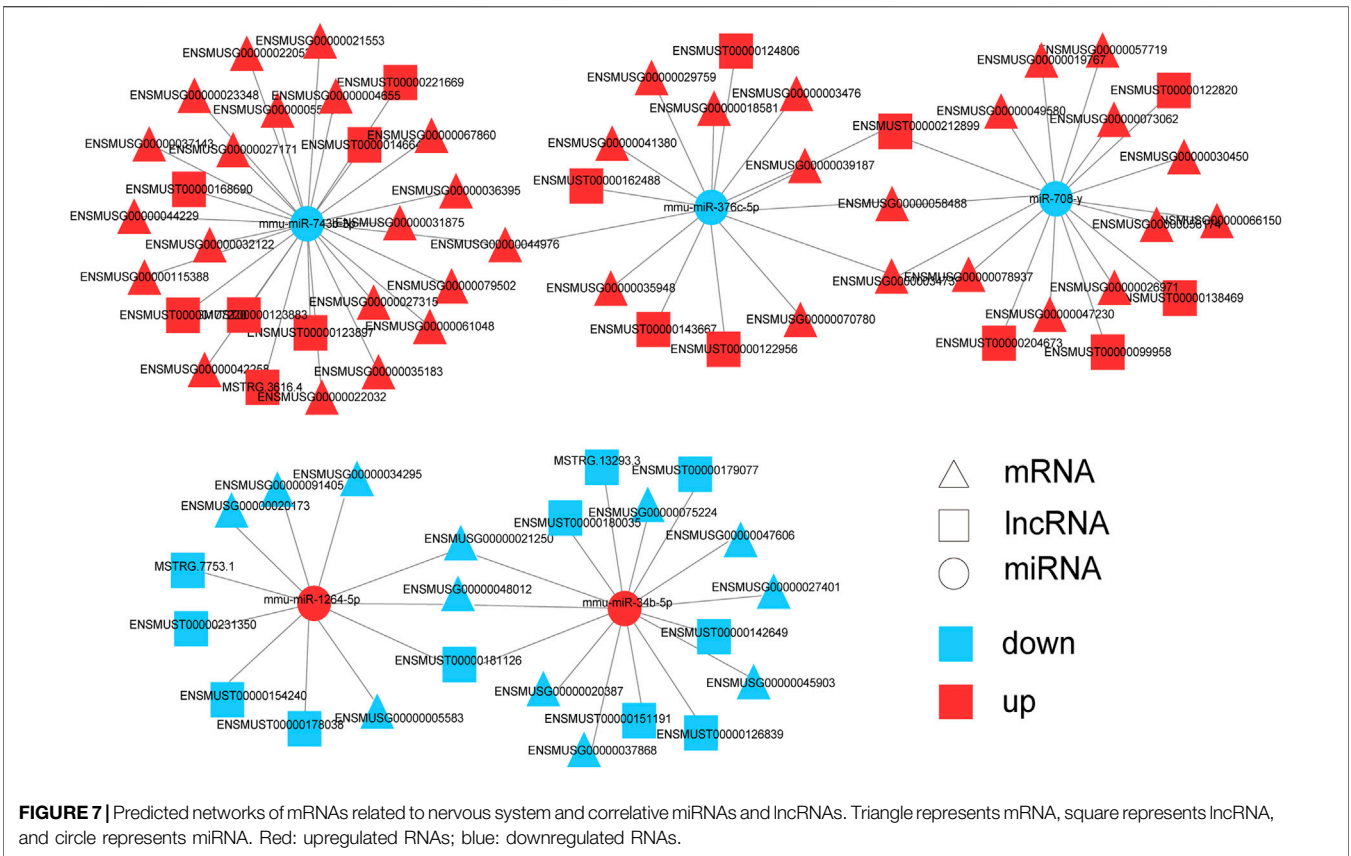 ENSMUSG00000021553
ENSMUST00000221669
ENSMUSG00000023348
ENSMUSG00000004655
ENSMUSG00000067860
ENSMUSG00000037143
ENSMUSG00000027171
ENSMUST00000168690
ENSMUSG00000036395
ENSMUSG00000044229
ENSMUSG00000031875
ENSMUSG00000032122
ENSMUSG00000044976
ENSMUSG00000115388
ENSMUSG00000079502
ENSMUSG00000027315
ENSMUST00000123897
ENSMUSG00000061048
ENSMUSG00000042258
ENSMUSG00000035183
MSTRG.3616.4
ENSMUSG00000022032
ENSMUST00000124806
ENSMUSG00000029759
ENSMUSG00000003476
ENSMUSG00000018581
ENSMUST00000212899
ENSMUSG00000041380
ENSMUSG00000039187
ENSMUST00000162488
mmu-miR-376c-5p
ENSMUSG00000058488
ENSMUSG00000035948
ENSMUST00000143667
ENSMUSG00000070780
ENSMUST00000122956
ENSMUSG00000057719
ENSMUSG00000019767
ENSMUST00000122820
ENSMUSG00000049580
ENSMUSG00000073062
ENSMUSG00000030450
miR-708-y
ENSMUSG00000066150
ENSMUSG00000078937
ENSMUSG00000026971
ENSMUST00000138469
ENSMUSG00000047230
ENSMUST00000204673
ENSMUST00000099958
ENSMUSG00000034295
ENSMUSG00000091405
ENSMUSG00000020173
MSTRG.7753.1
mmu-miR-1264-5p
ENSMUST00000231350
ENSMUST00000154240
ENSMUST00000178038
ENSMUSG00000005583
ENSMUSG00000021250
ENSMUSG00000048012
ENSMUST00000181126
MSTRG.13293.3
ENSMUST00000179077
ENSMUSG00000075224
ENSMUST00000180035
ENSMUSG00000047606
ENSMUSG00000027401
mmu-miR-34b-5p
ENSMUST00000142649
ENSMUSG00000045903
ENSMUSG00000020387
ENSMUST00000151191
ENSMUST00000126839
ENSMUSG00000037868
mRNA
lncRNA
miRNA
down
up
FIGURE 7 | Predicted networks of mRNAs related to nervous system and correlative miRNAs and lncRNAs. Triangle represents mRNA, square represents lncRNA,
and circle represents miRNA. Red: upregulated RNAs; blue: downregulated RNAs.